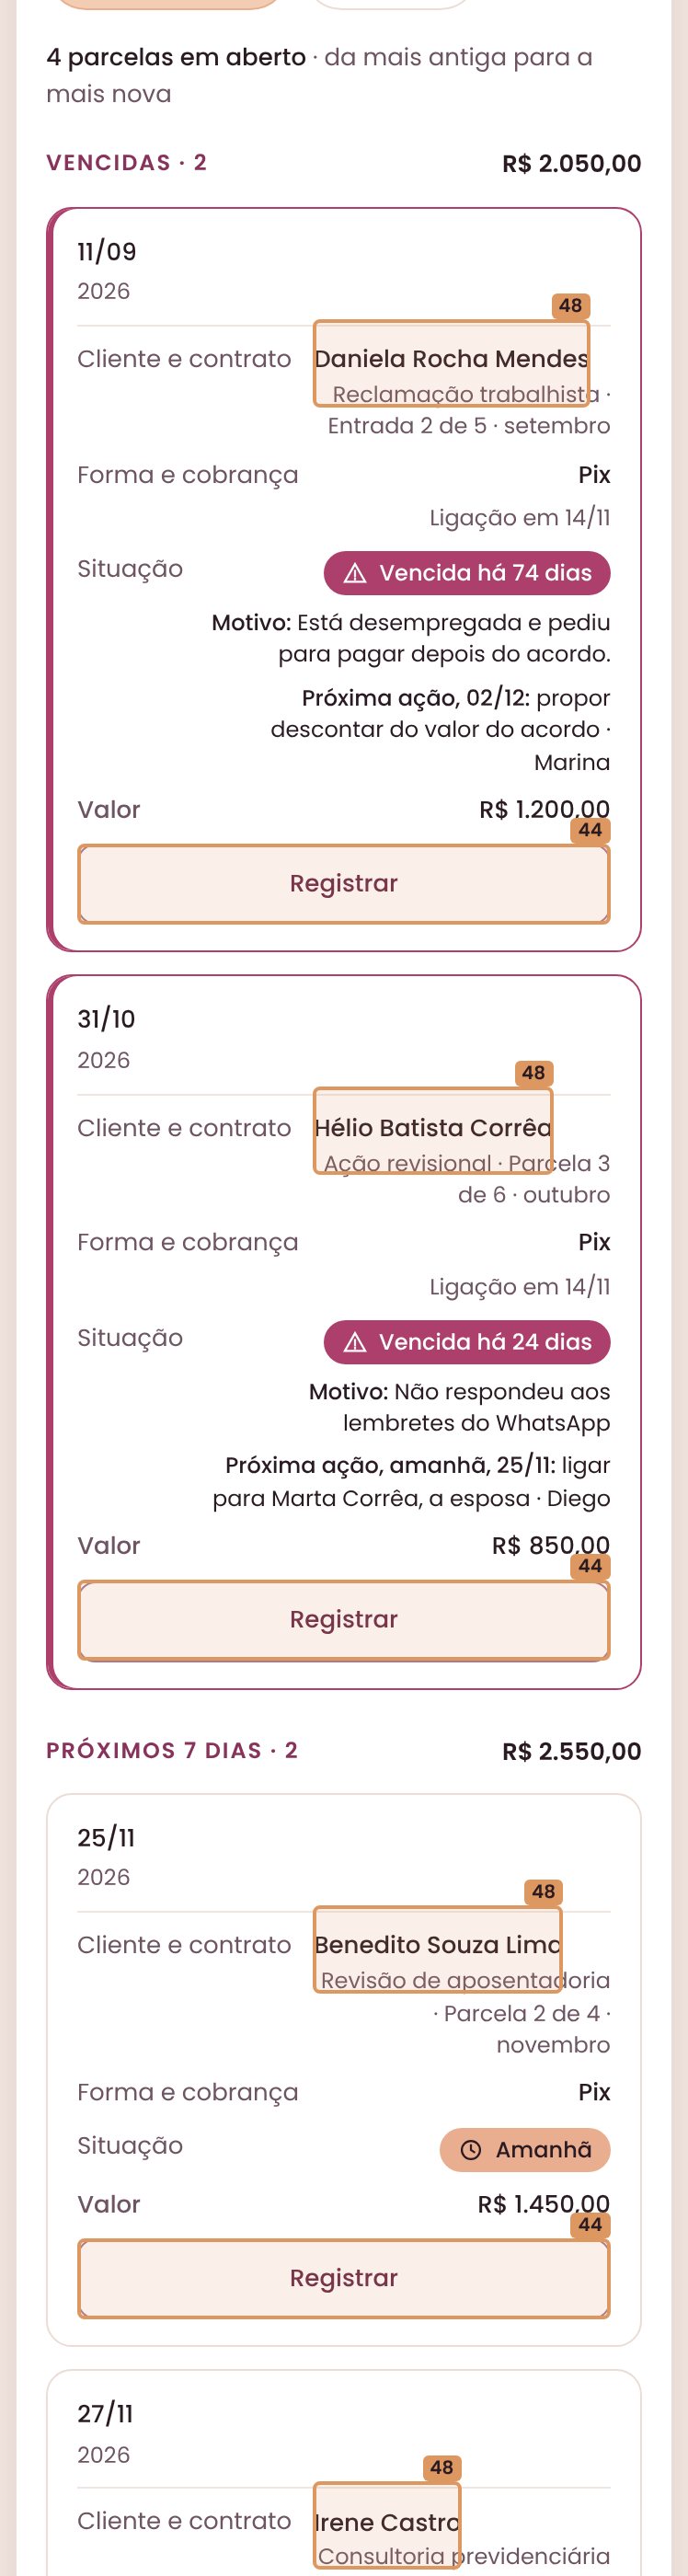 4 parcelas em aberto · da mais antiga para a
mais nova
VENCIDAS · 2 R$ 2.050,00
11/09
2026
48
Cliente e contrato Daniela Rocha Mendes
Reclamação trabalhista ·
Entrada 2 de 5 · setembro
Forma e cobrança Pix
Ligação em 14/11
Situação Vencida há 74 dias
Motivo: Está desempregada e pediu
para pagar depois do acordo.
Próxima ação, 02/12: propor
descontar do valor do acordo ·
Marina
Valor R$ 1.200,00
44
Registrar
31/10
2026
48
Cliente e contrato Hélio Batista Corrêa
Ação revisional · Parcela 3
de 6 · outubro
Forma e cobrança Pix
Ligação em 14/11
Situação Vencida há 24 dias
Motivo: Não respondeu aos
lembretes do WhatsApp
Próxima ação, amanhã, 25/11: ligar
para Marta Corrêa, a esposa · Diego
Valor R$ 850,00
44
Registrar
PRÓXIMOS 7 DIAS · 2 R$ 2.550,00
25/11
2026
48
Cliente e contrato Benedito Souza Lima
Revisão de aposentadoria
· Parcela 2 de 4 ·
novembro
Forma e cobrança Pix
Situação Amanhã
Valor R$ 1.450,00
44
Registrar
27/11
2026
48
Cliente e contrato Irene Castro
Consultoria previdenciária